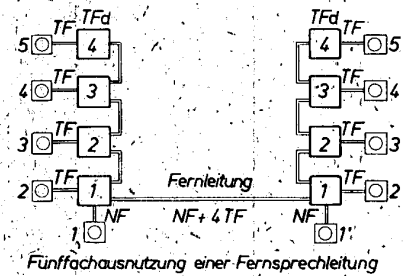 TFd TFd
5 TF 4 4 TF 5
4 TF 3 3 TF 4
3 TF 2 2 TF 3
2 TF 1 Fernleitung 1 TF 2
NF NF + 4 TF NF
1 1'
Fünffachausnutzung einer Fernsprechleitung